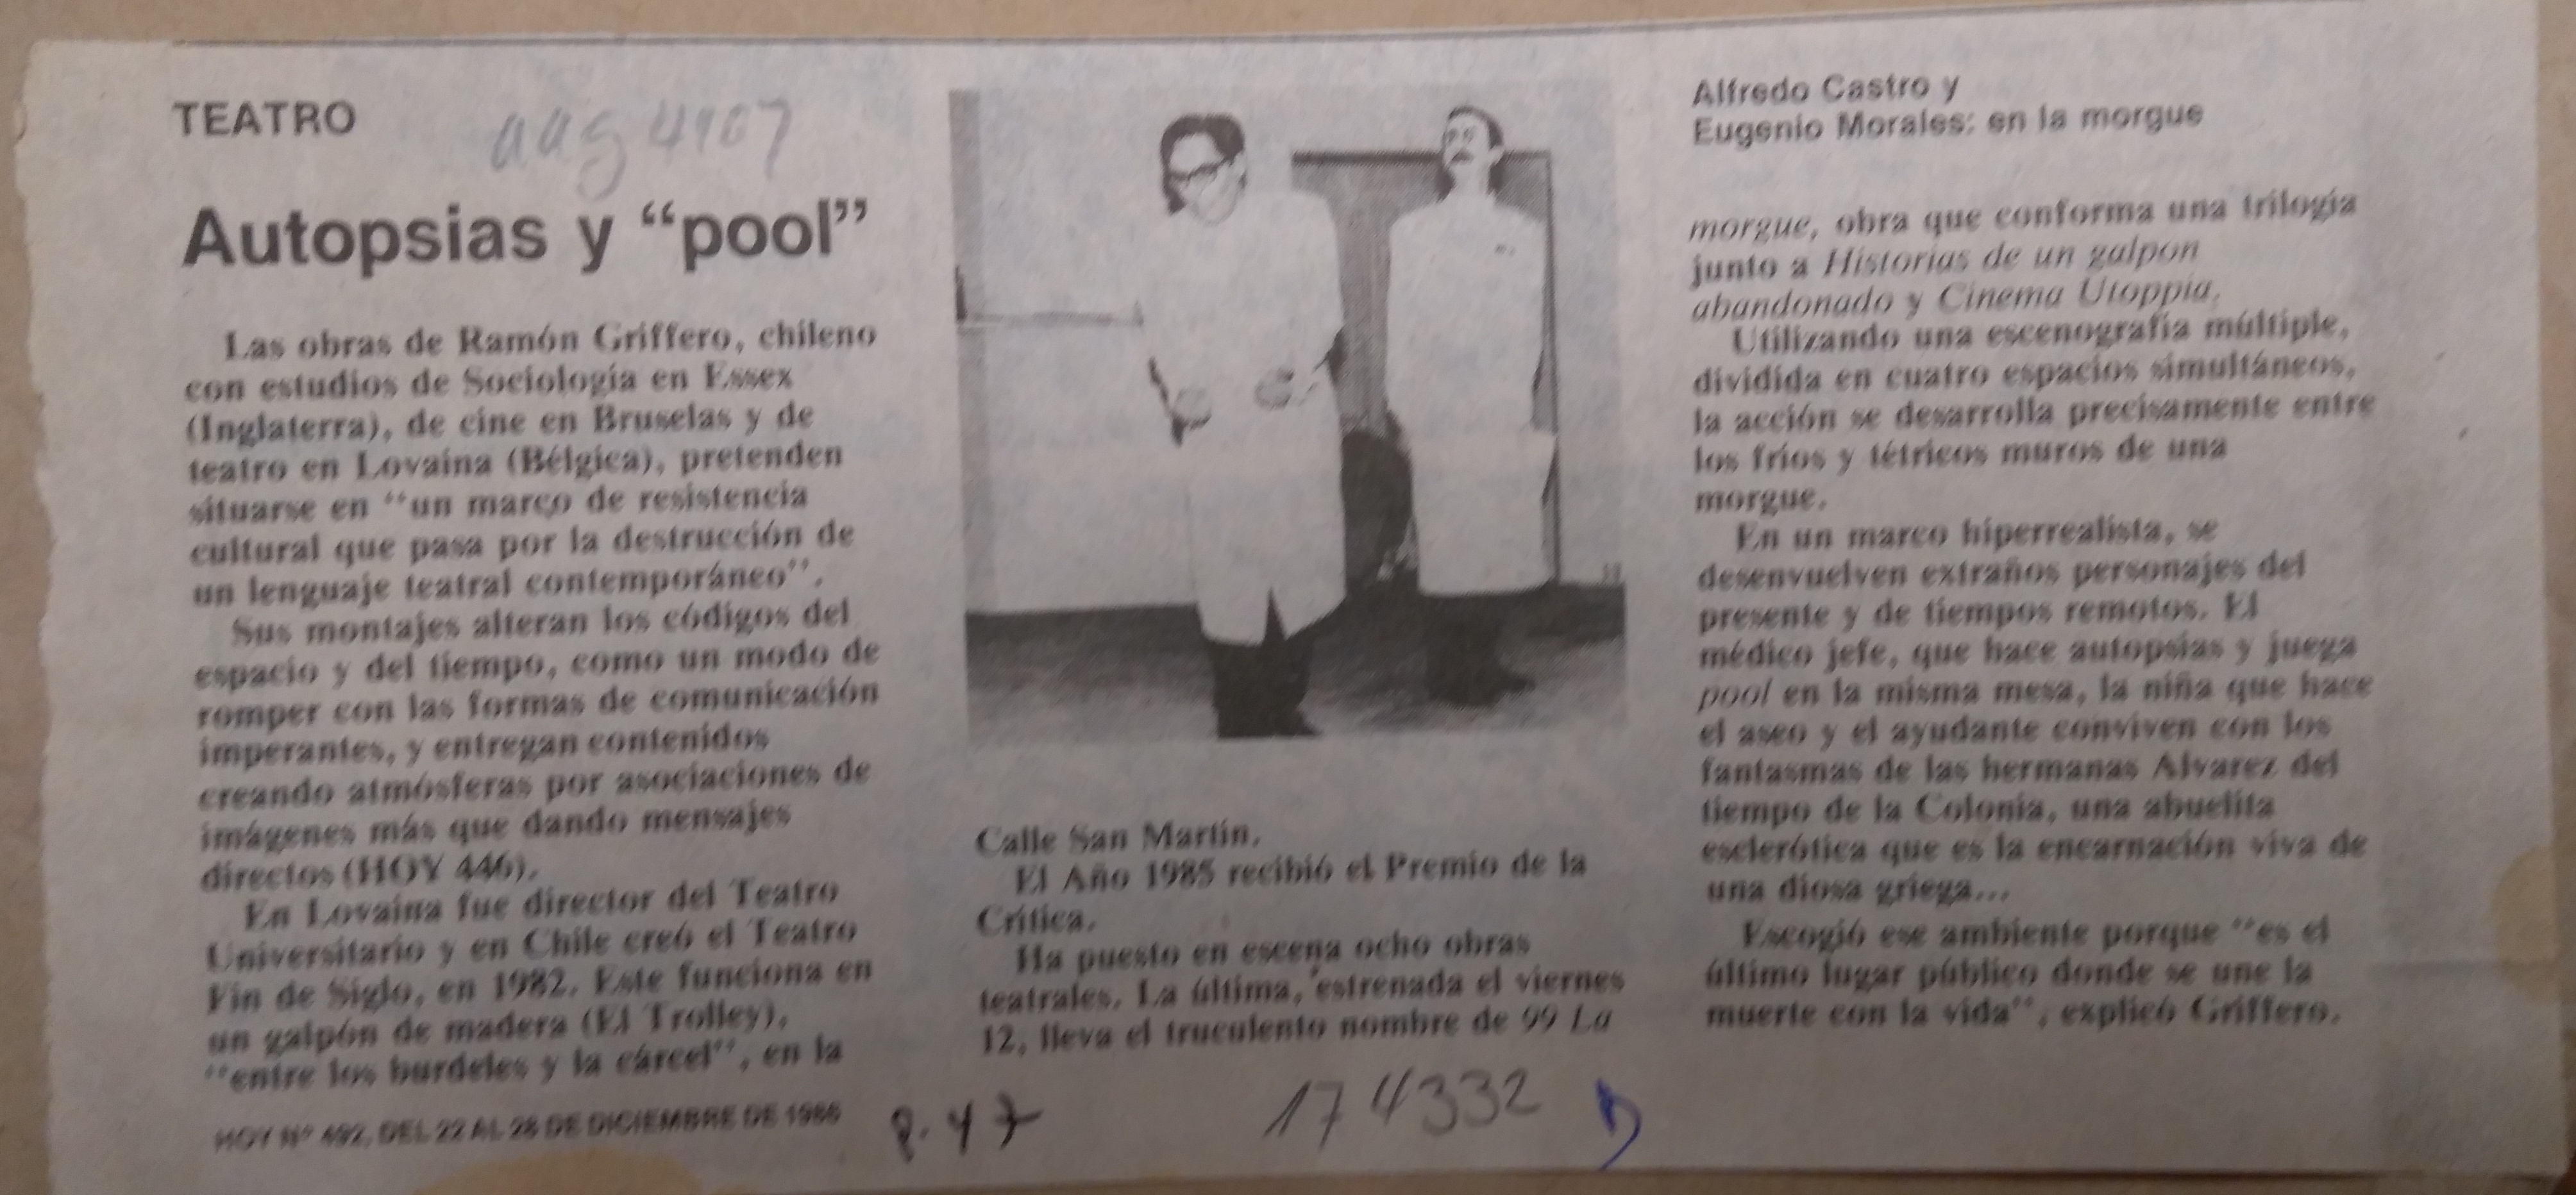 TEATRO
aag 4107
Autopsias y “pool”
Las obras de Ramón Griffero, chileno
con estudios de Sociología en Essex
(Inglaterra), de cine en Bruselas y de
teatro en Lovaina (Bélgica), pretenden
situarse en “un marco de resistencia
cultural que pasa por la destrucción de
un lenguaje teatral contemporáneo”.
Sus montajes alteran los códigos del
espacio y del tiempo, como un modo de
romper con las formas de comunicación
imperantes, y entregan contenidos
creando atmósferas por asociaciones de
imágenes más que dando mensajes
directos (HOY 446).
En Lovaina fue director del Teatro
Universitario y en Chile creó el Teatro
Fin de Siglo, en 1982. Este funciona en
un galpón de madera (El Trolley),
“entre los burdeles y la cárcel”, en la
HOY Nº 492, DEL 22 AL 28 DE DICIEMBRE DE 1986
p. 47
Calle San Martín.
El Año 1985 recibió el Premio de la
Crítica.
Ha puesto en escena ocho obras
teatrales. La última, estrenada el viernes
12, lleva el truculento nombre de 99 La
174332
Alfredo Castro y
Eugenio Morales: en la morgue
morgue, obra que conforma una trilogía
junto a Historias de un galpon
abandonado y Cinema Utoppia.
Utilizando una escenografía múltiple,
dividida en cuatro espacios simultáneos,
la acción se desarrolla precisamente entre
los fríos y tétricos muros de una
morgue.
En un marco hiperrealista, se
desenvuelven extraños personajes del
presente y de tiempos remotos. El
médico jefe, que hace autopsias y juega
pool en la misma mesa, la niña que hace
el aseo y el ayudante conviven con los
fantasmas de las hermanas Alvarez del
tiempo de la Colonia, una abuelita
esclerótica que es la encarnación viva de
una diosa griega...
Escogió ese ambiente porque “es el
último lugar público donde se une la
muerte con la vida”, explicó Griffero.